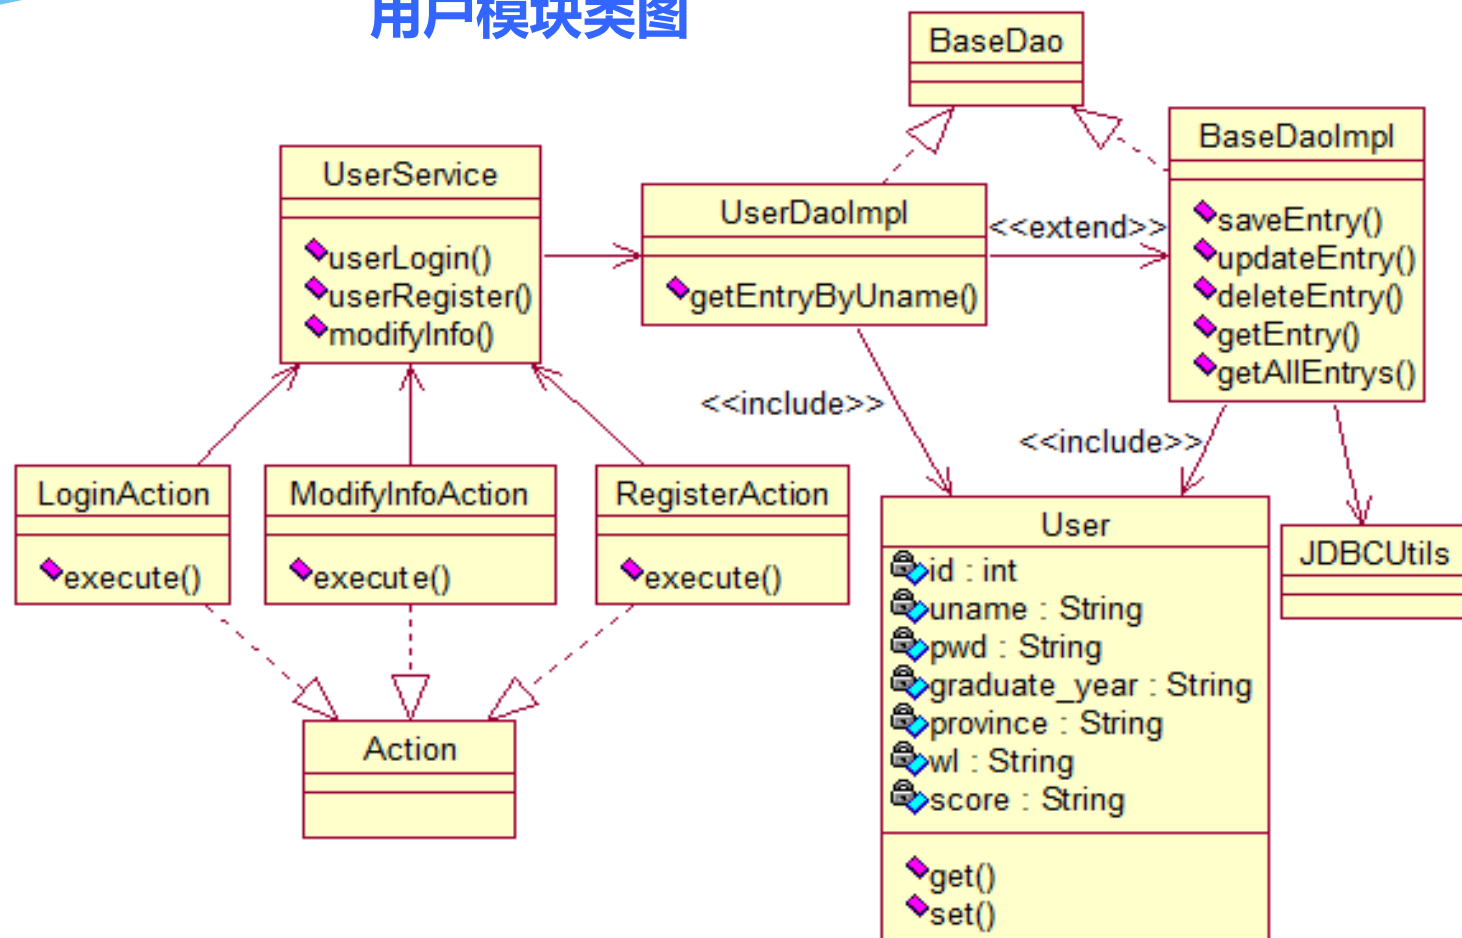 用户模块类图
BaseDao
BaseDaoImpl
saveEntry()
updateEntry()
deleteEntry()
getEntry()
getAllEntrys()
UserService
userLogin()
userRegister()
modifyInfo()
UserDaoImpl
getEntryByUname()
<<extend>>
<<include>>
<<include>>
LoginAction
execute()
ModifyInfoAction
execute()
RegisterAction
execute()
User
id : int
uname : String
pwd : String
graduate_year : String
province : String
wl : String
score : String
get()
set()
JDBCUtils
Action